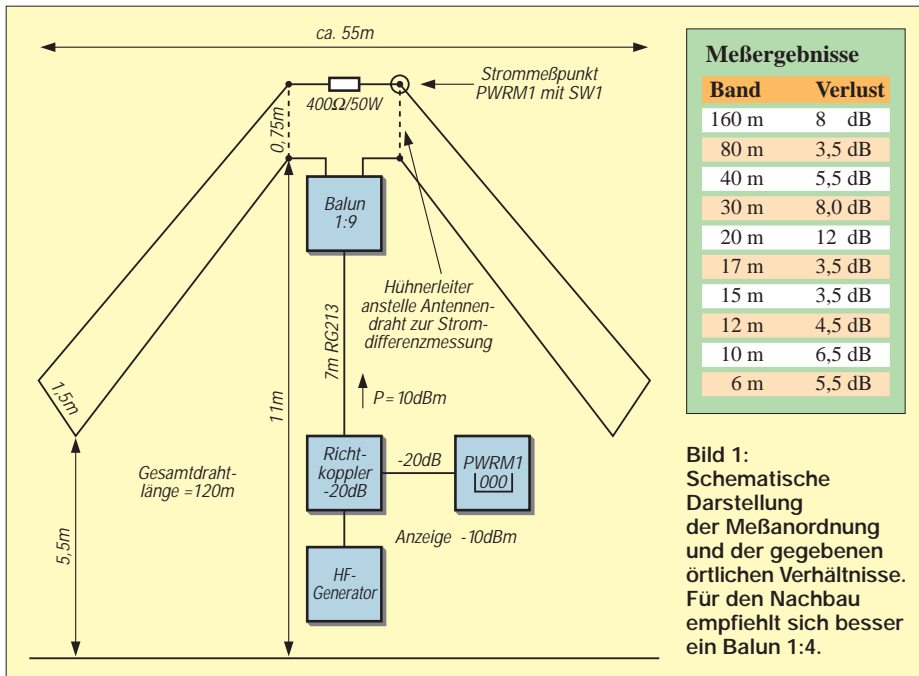 ca. 55m
Strommeßpunkt
PWRM1 mit SW1
400Ω/50W
0,75m
Balun
1:9
Hühnerleiter
anstelle Antennen-
draht zur Strom-
differenzmessung
7m RG213
11m
P=10dBm
1,5m
Gesamtdraht-
länge =120m
5,5m
Richt-
koppler
-20dB
-20dB
PWRM1
000
Anzeige -10dBm
HF-
Generator
Meßergebnisse
Band Verlust
160 m 8 dB
80 m 3,5 dB
40 m 5,5 dB
30 m 8,0 dB
20 m 12 dB
17 m 3,5 dB
15 m 3,5 dB
12 m 4,5 dB
10 m 6,5 dB
6 m 5,5 dB
Bild 1:
Schematische
Darstellung
der Meßanordnung
und der gegebenen
örtlichen Verhältnisse.
Für den Nachbau
empfiehlt sich besser
ein Balun 1:4.